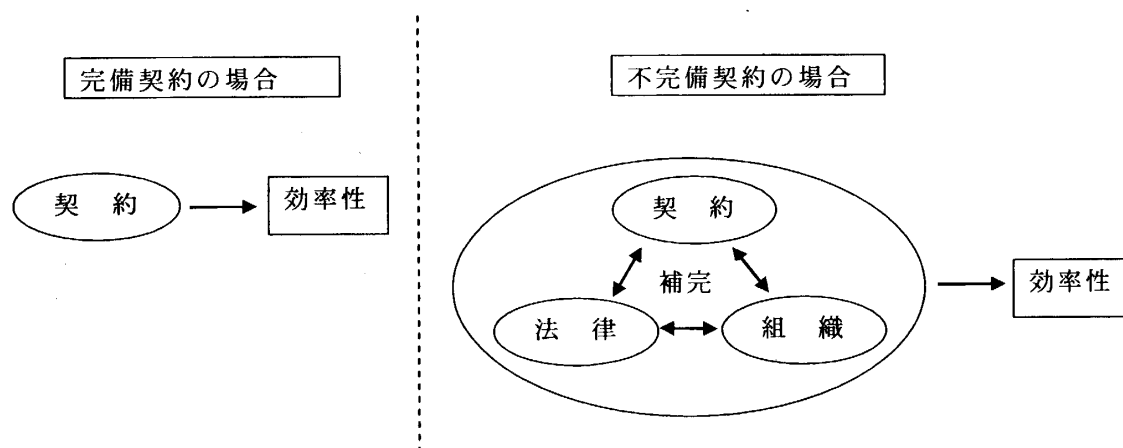 完備契約の場合
契 約
効率性
不完備契約の場合
契 約
補完
法 律
組 織
効率性